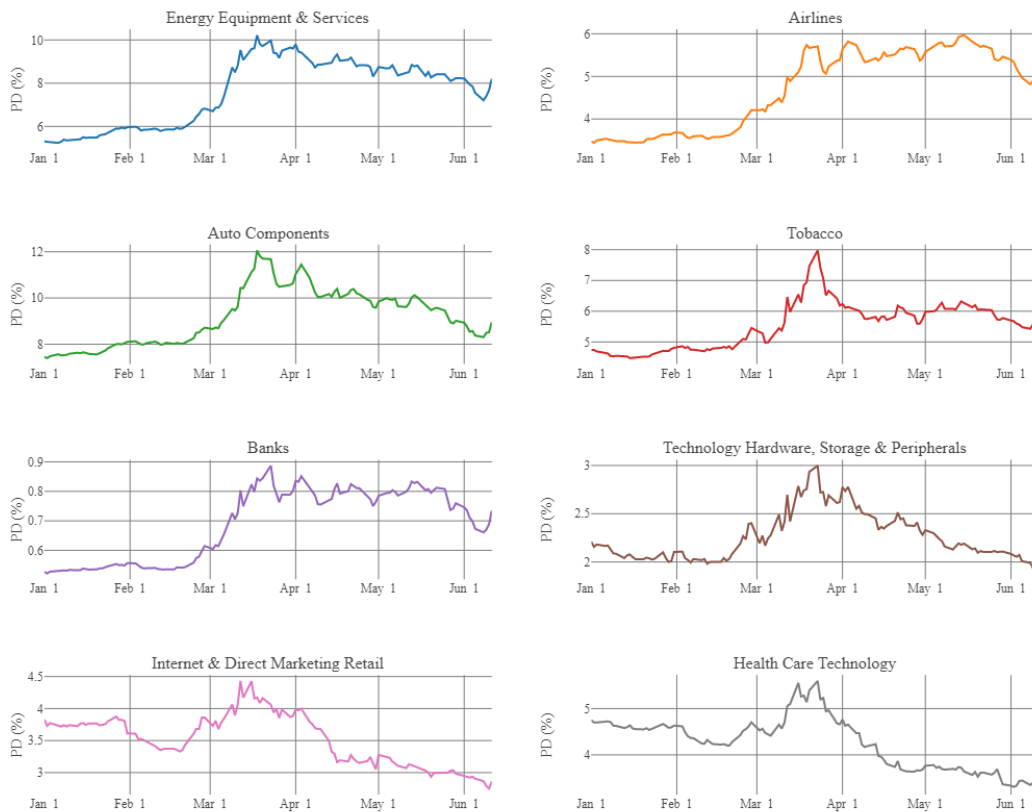 Energy Equipment & Services
PD (%)
10
8
6
Jan 1 Feb 1 Mar 1 Apr 1 May 1 Jun 1
Airlines
PD (%)
6
5
4
Jan 1 Feb 1 Mar 1 Apr 1 May 1 Jun 1
Auto Components
PD (%)
12
10
8
Jan 1 Feb 1 Mar 1 Apr 1 May 1 Jun 1
Tobacco
PD (%)
8
7
6
5
Jan 1 Feb 1 Mar 1 Apr 1 May 1 Jun 1
Banks
PD (%)
0.9
0.8
0.7
0.6
Jan 1 Feb 1 Mar 1 Apr 1 May 1 Jun 1
Technology Hardware, Storage & Peripherals
PD (%)
3
2.5
2
Jan 1 Feb 1 Mar 1 Apr 1 May 1 Jun 1
Internet & Direct Marketing Retail
PD (%)
4.5
4
3.5
3
Jan 1 Feb 1 Mar 1 Apr 1 May 1 Jun 1
Health Care Technology
PD (%)
5
4
Jan 1 Feb 1 Mar 1 Apr 1 May 1 Jun 1